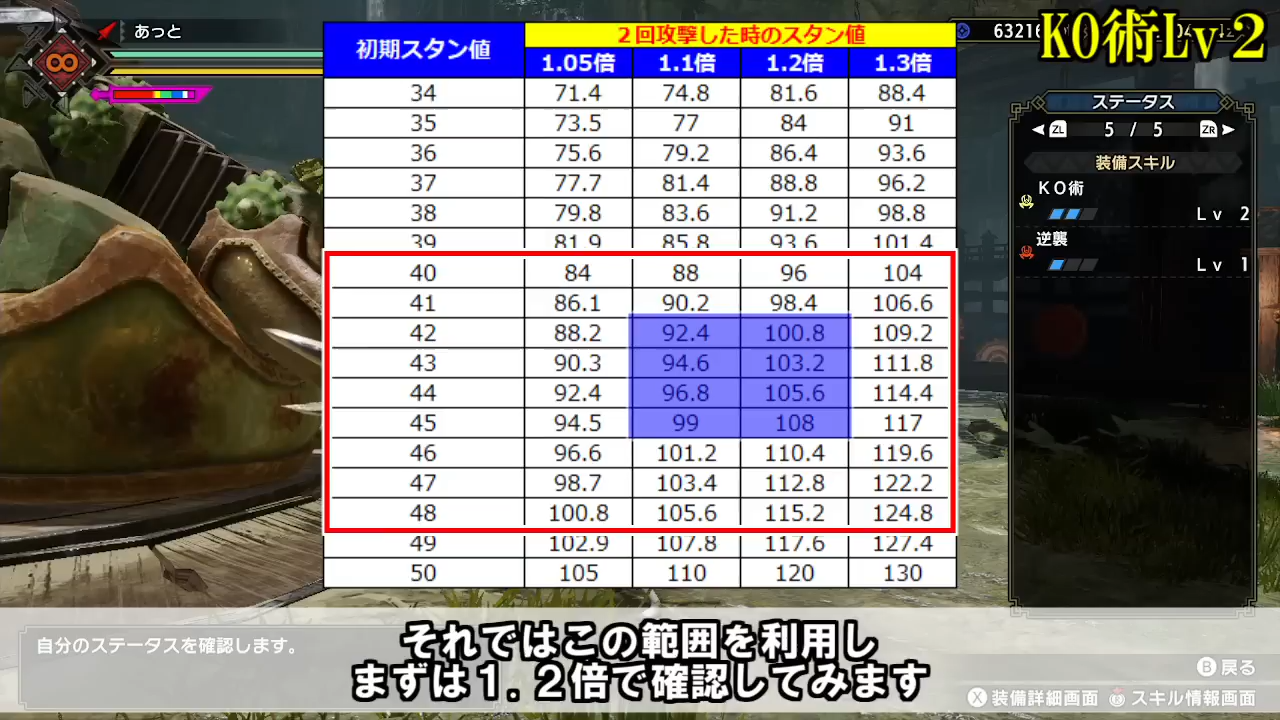 あっと
KO術Lv２
ステータス
ZL 5 / 5 ZR
装備スキル
KO術
Lv 2
逆襲
Lv 1
初期スタン値 ２回攻撃した時のスタン値
1.05倍 1.1倍 1.2倍 1.3倍
34 71.4 74.8 81.6 88.4
35 73.5 77 84 91
36 75.6 79.2 86.4 93.6
37 77.7 81.4 88.8 96.2
38 79.8 83.6 91.2 98.8
39 81.9 85.8 93.6 101.4
40 84 88 96 104
41 86.1 90.2 98.4 106.6
42 88.2 92.4 100.8 109.2
43 90.3 94.6 103.2 111.8
44 92.4 96.8 105.6 114.4
45 94.5 99 108 117
46 96.6 101.2 110.4 119.6
47 98.7 103.4 112.8 122.2
48 100.8 105.6 115.2 124.8
49 102.9 107.8 117.6 127.4
50 105 110 120 130
自分のステータスを確認します。
それではこの範囲を利用し
まずは１．２倍で確認してみます
B 戻る
X 装備詳細画面 スキル情報画面